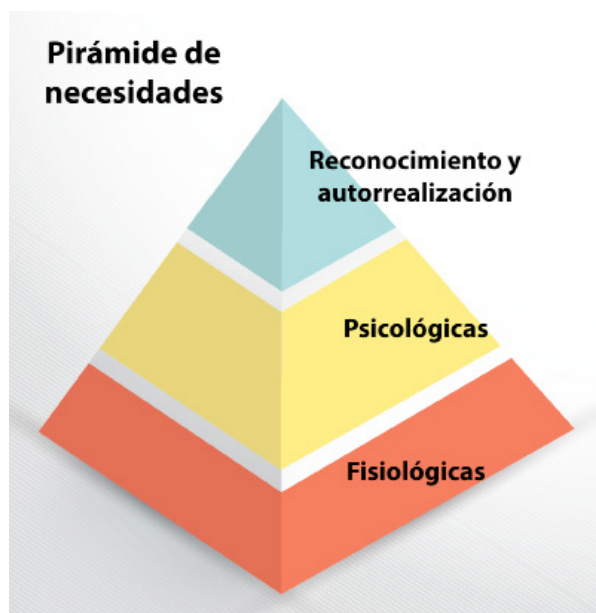 Pirámide de
necesidades
Reconocimiento y
autorrealización
Psicológicas
Fisiológicas